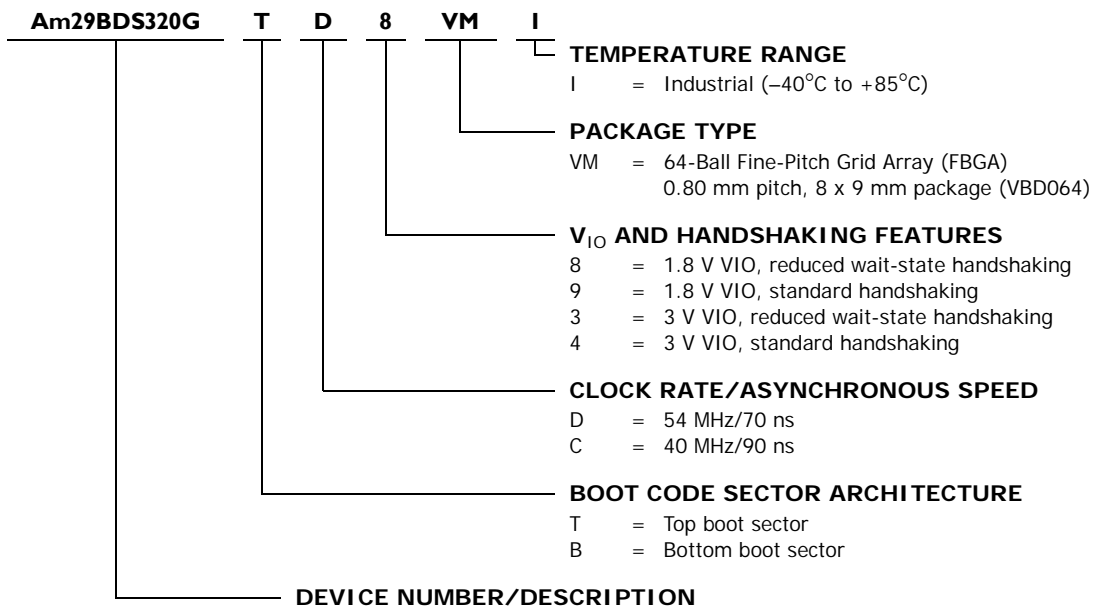 Am29BDS320G T D 8 VM I
TEMPERATURE RANGE
I = Industrial (–40°C to +85°C)
PACKAGE TYPE
VM = 64-Ball Fine-Pitch Grid Array (FBGA)
0.80 mm pitch, 8 x 9 mm package (VBD064)
VIO AND HANDSHAKING FEATURES
8 = 1.8 V VIO, reduced wait-state handshaking
9 = 1.8 V VIO, standard handshaking
3 = 3 V VIO, reduced wait-state handshaking
4 = 3 V VIO, standard handshaking
CLOCK RATE/ASYNCHRONOUS SPEED
D = 54 MHz/70 ns
C = 40 MHz/90 ns
BOOT CODE SECTOR ARCHITECTURE
T = Top boot sector
B = Bottom boot sector
DEVICE NUMBER/DESCRIPTION